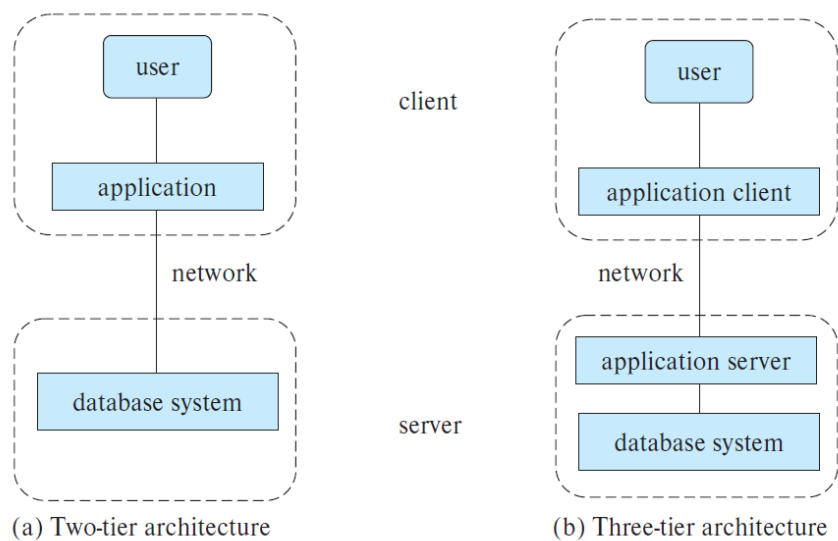 user
application
network
database system
(a) Two-tier architecture
client
server
user
application client
network
application server
database system
(b) Three-tier architecture